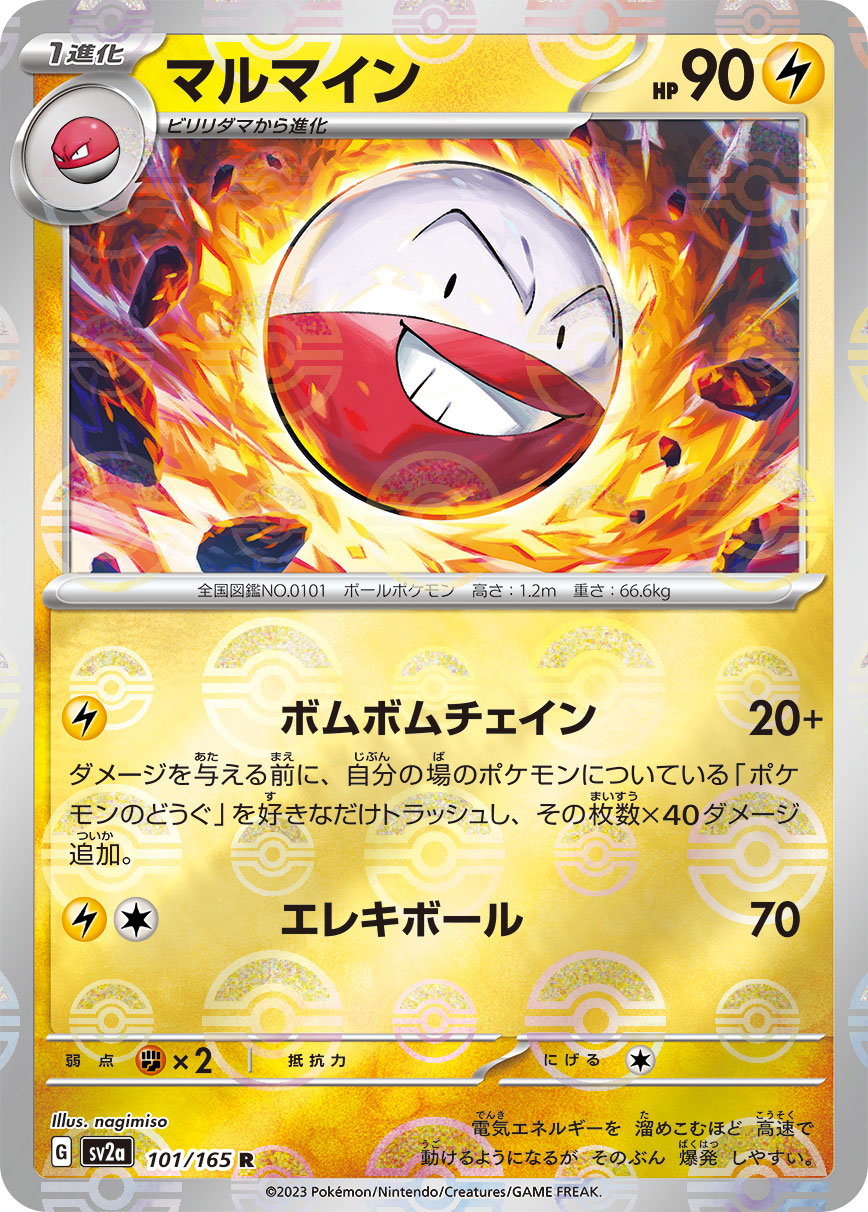 1進化
マルマイン
HP90
ビリリダマから進化
全国図鑑NO.0101 ボールポケモン 高さ：1.2m 重さ：66.6kg
ボムボムチェイン 20+
ダメージを与える前に、自分の場のポケモンについている「ポケ
モンのどうぐ」を好きなだけトラッシュし、その枚数×40ダメージ
追加。
エレキボール 70
弱点 ×2 抵抗力 にげる
Illus. nagimiso
電気エネルギーを 溜めこむほど 高速で
動けるようになるが そのぶん 爆発 しやすい。
G sv2a 101/165 R
©2023 Pokémon/Nintendo/Creatures/GAME FREAK.